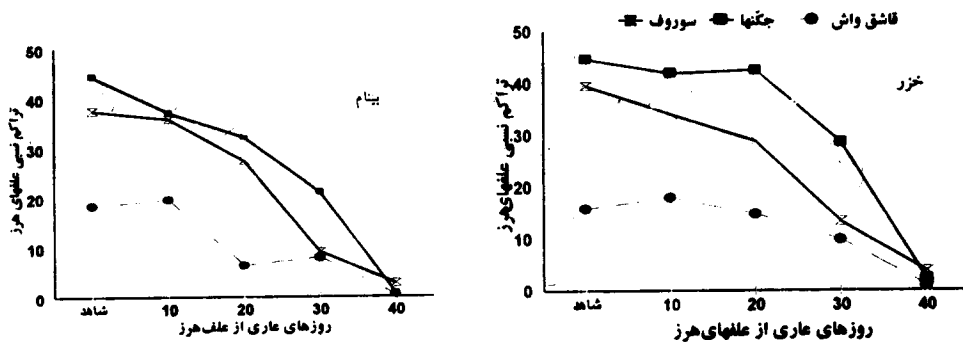 قاشق واش
جگنها
سوروف
خزر
تراکم نسبی علفهای هرز
50
40
30
20
10
0
شاهد
10
20
30
40
روزهای عاری از علفهای هرز
بینام
تراکم نسبی علفهای هرز
50
40
30
20
10
0
شاهد
10
20
30
40
روزهای عاری از علف هرز